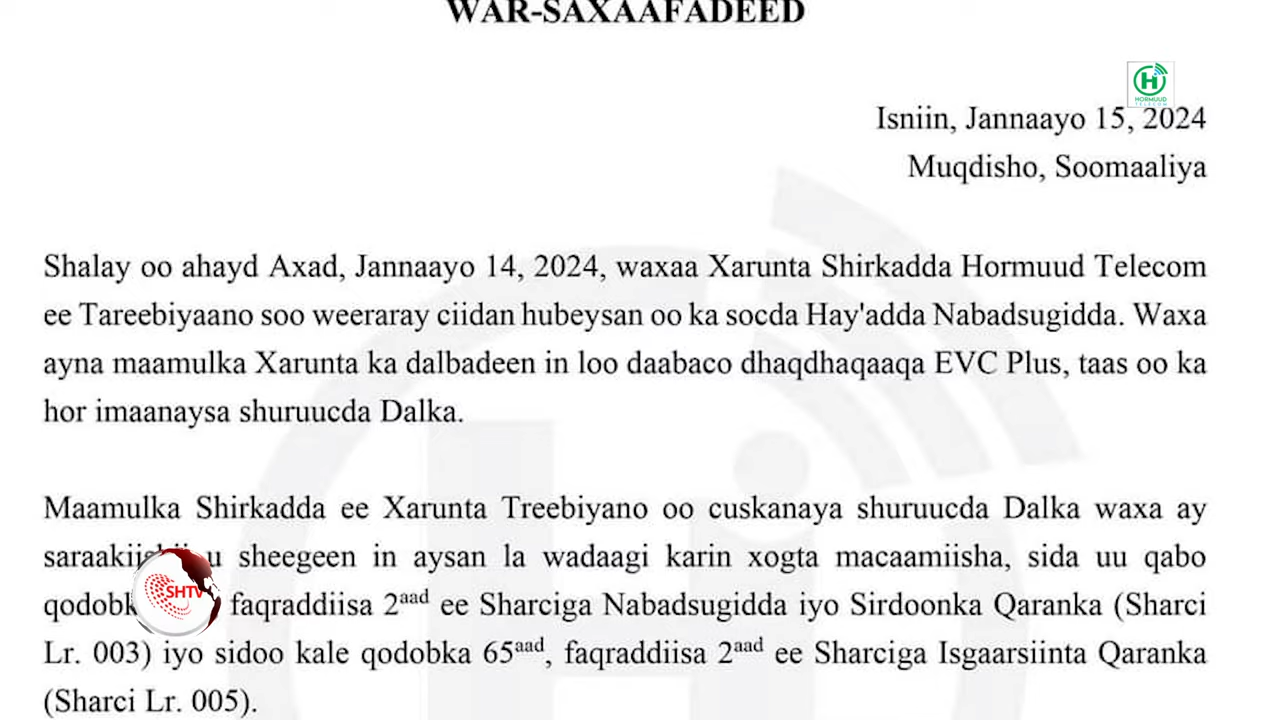 WAR-SAXAAFADEED
HORMUUD
TELECOM
Isniin, Jannaayo 15, 2024
Muqdisho, Soomaaliya
Shalay oo ahayd Axad, Jannaayo 14, 2024, waxaa Xarunta Shirkadda Hormuud Telecom
ee Tareebiyaano soo weeraray ciidan hubeysan oo ka socda Hay'adda Nabadsugidda. Waxa
ayna maamulka Xarunta ka dalbadeen in loo daabaco dhaqdhaqaaqa EVC Plus, taas oo ka
hor imaanaysa shuruucda Dalka.
Maamulka Shirkadda ee Xarunta Treebiyano oo cuskanaya shuruucda Dalka waxa ay
sheegeen in aysan la wadaagi karin xogta macaamiisha, sida uu qabo
faqraddiisa 2aad ee Sharciga Nabadsugidda iyo Sirdoonka Qaranka (Sharci
SHTV
Lr. 003) iyo sidoo kale qodobka 65aad, faqraddiisa 2aad ee Sharciga Isgaarsiinta Qaranka
(Sharci Lr. 005).